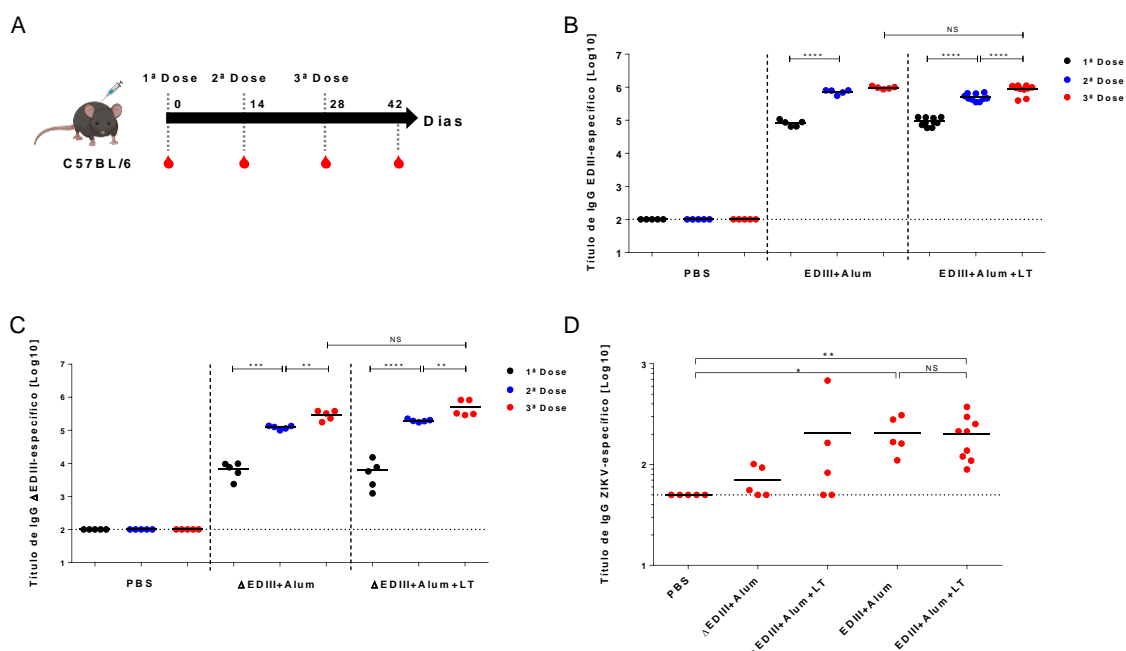 A
1ª Dose 2ª Dose 3ª Dose
0 14 28 42
Dias
C57BL/6
B
Título de IgG EDIII-específico [Log10]
7
6
5
4
3
2
1
NS
**** **** ****
1ª Dose
2ª Dose
3ª Dose
PBS EDIII+Alum EDIII+Alum+LT
C
Título de IgG ΔEDIII-específico [Log10]
7
6
5
4
3
2
1
NS
*** ** **** **
1ª Dose
2ª Dose
3ª Dose
PBS ΔEDIII+Alum ΔEDIII+Alum+LT
D
Título de IgG ZIKV-específico [Log10]
3
2
1
**
* NS
PBS
ΔEDIII+Alum
EDIII+Alum+LT
EDIII+Alum
EDIII+Alum+LT